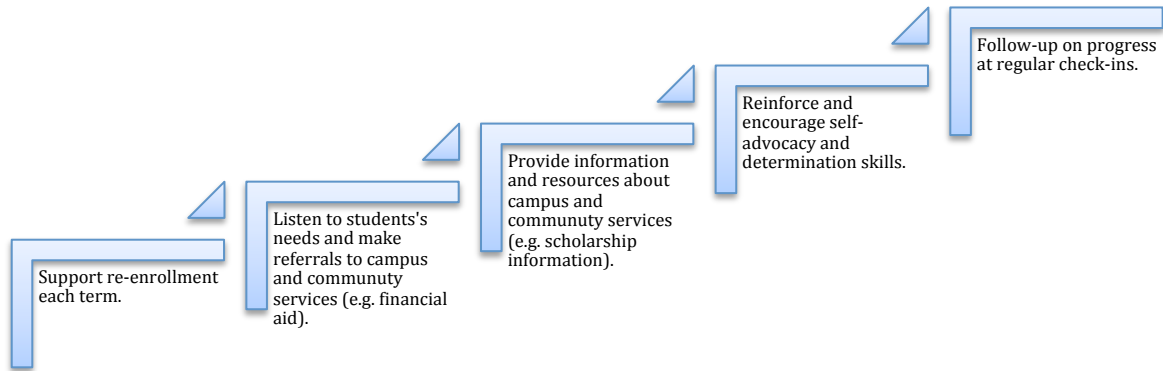 Support re-enrollment
each term.
Listen to students's
needs and make
referrals to campus
and communuty
services (e.g. financial
aid).
Provide information
and resources about
campus and
communuty services
(e.g. scholarship
information).
Reinforce and
encourage self-
advocacy and
determination skills.
Follow-up on progress
at regular check-ins.